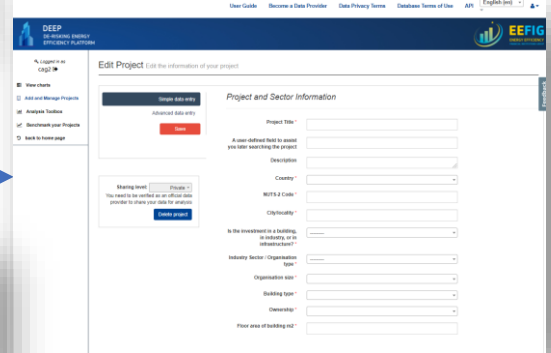 User Guide Become a Data Provider Data Privacy Terms Database Terms of Use API English (en)
DEEP
DE-RISKING ENERGY
EFFICIENCY PLATFORM
EEFIG
Logged in as
cag2
View charts
Add and Manage Projects
Analysis Toolbox
Benchmark your Projects
back to home page
Edit Project Edit the information of your project
Simple data entry
Advanced data entry
Save
Sharing level: Private
You need to be verified as an official data
provider to share your data for analysis
Delete project
Project and Sector Information
Project Title *
A user-defined field to assist
you later searching the project
Description
Country *
NUTS-2 Code *
City/locality *
Is the investment in a building,
in industry, or in
infrastructure? *
---------
Industry Sector / Organisation
type *
---------
Organisation size *
Building type *
Ownership *
Floor area of building m2 *
Feedback